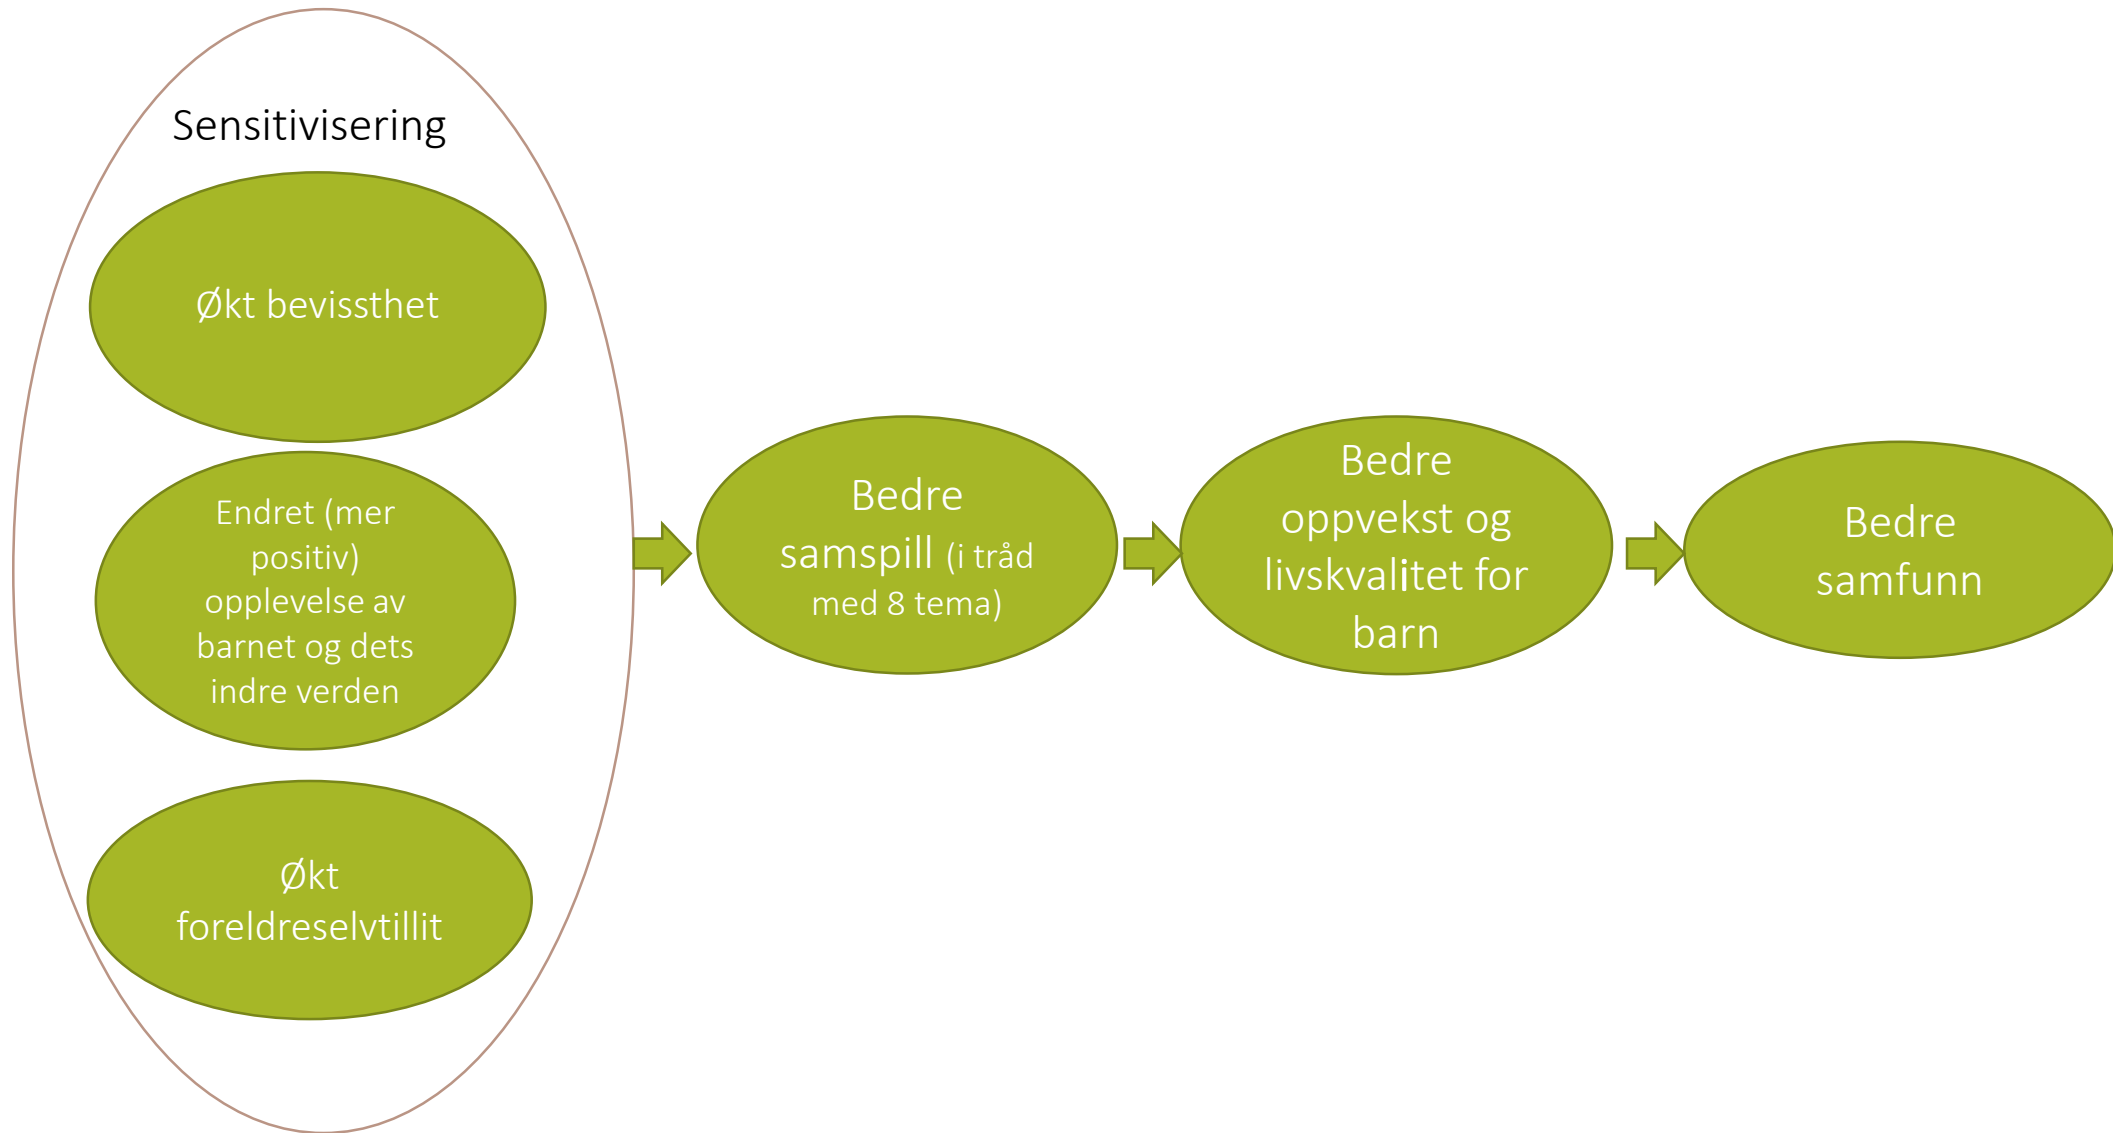 Sensitivisering
Økt bevissthet
Endret (mer
positiv)
opplevelse av
barnet og dets
indre verden
Økt
foreldreselvtillit
Bedre
samspill (i tråd
med 8 tema)
Bedre
oppvekst og
livskvalitet for
barn
Bedre
samfunn